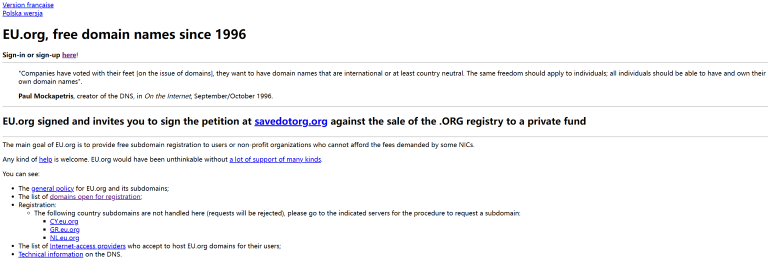 Version francaise
Polska wersja
EU.org, free domain names since 1996
Sign-in or sign-up here!
"Companies have voted with their feet [on the issue of domains], they want to have domain names that are international or at least country neutral. The same freedom should apply to individuals; all individuals should be able to have and own their
own domain names".
Paul Mockapetris, creator of the DNS, in On the Internet, September/October 1996.
EU.org signed and invites you to sign the petition at savedotorg.org against the sale of the .ORG registry to a private fund
The main goal of EU.org is to provide free subdomain registration to users or non-profit organizations who cannot afford the fees demanded by some NICs.
Any kind of help is welcome. EU.org would have been unthinkable without a lot of support of many kinds.
You can see:
• The general policy for EU.org and its subdomains;
• The list of domains open for registration;
• Registration:
◦ The following country subdomains are not handled here (requests will be rejected), please go to the indicated servers for the procedure to request a subdomain:
▪ CY.eu.org
▪ GR.eu.org
▪ NL.eu.org
• The list of Internet-access providers who accept to host EU.org domains for their users;
• Technical information on the DNS.